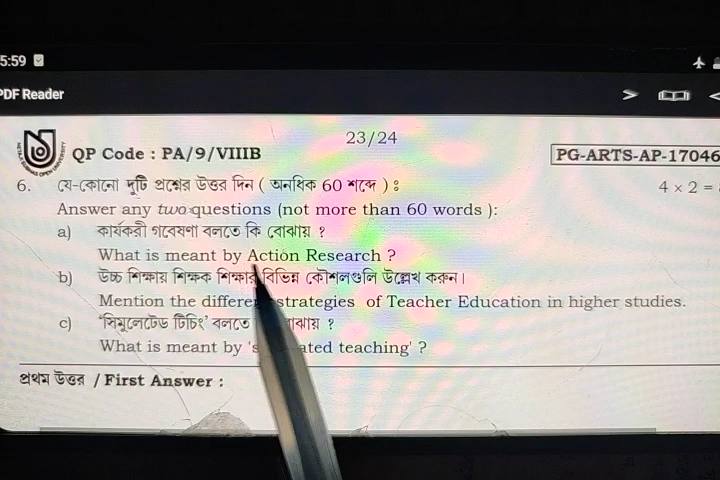 5:59
PDF Reader
23/24
QP Code : PA/9/VIIIB
PG-ARTS-AP-17046
6. যে-কোনো দুটি প্রশ্নের উত্তর দিন ( অনধিক 60 শব্দে ) :
4 x 2 =
Answer any two questions (not more than 60 words ):
a) কার্যকরী গবেষণা বলতে কি বোঝায় ?
What is meant by Action Research ?
b) উচ্চ শিক্ষায় শিক্ষক শিক্ষার বিভিন্ন কৌশলগুলি উল্লেখ করুন।
Mention the differe strategies of Teacher Education in higher studies.
c) 'সিমুলেটেড টিচিং' বলতে ?
What is meant by 's ated teaching' ?
প্রথম উত্তর / First Answer :